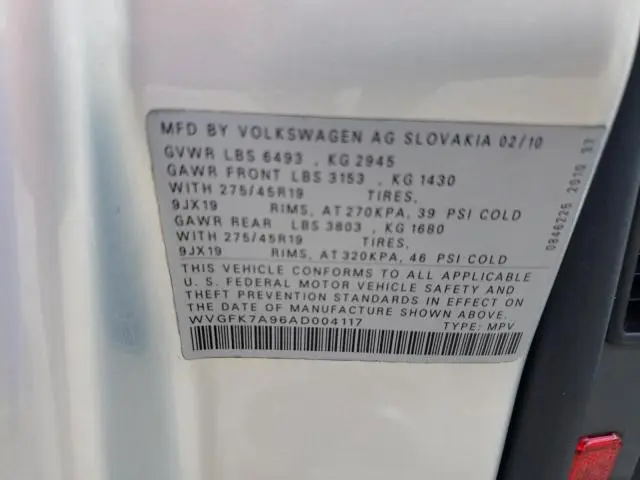 MFD BY VOLKSWAGEN AG SLOVAKIA 02/10
GVWR LBS 6493 , KG 2945
GAWR FRONT LBS 3153 , KG 1430
WITH 275/45R19 TIRES,
9JX19 RIMS, AT 270KPA, 39 PSI COLD
GAWR REAR LBS 3803 , KG 1680
WITH 275/45R19 TIRES,
9JX19 RIMS, AT 320KPA, 46 PSI COLD
THIS VEHICLE CONFORMS TO ALL APPLICABLE
U. S. FEDERAL MOTOR VEHICLE SAFETY AND
THEFT PREVENTION STANDARDS IN EFFECT ON
THE DATE OF MANUFACTURE SHOWN ABOVE.
WVGFK7A96AD004117 TYPE: MPV
0846226 2010